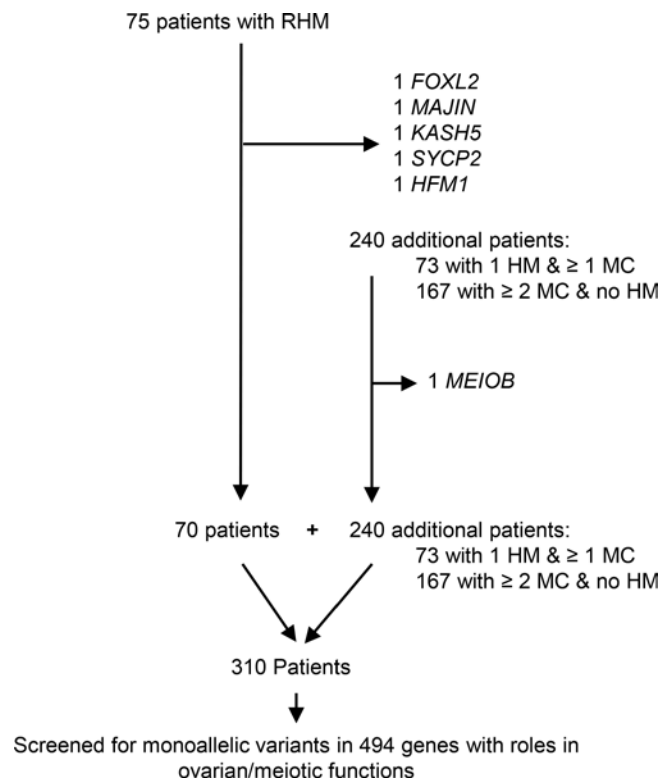 75 patients with RHM
1 FOXL2
1 MAJIN
1 KASH5
1 SYCP2
1 HFM1
240 additional patients:
73 with 1 HM & ≥ 1 MC
167 with ≥ 2 MC & no HM
1 MEIOB
70 patients + 240 additional patients:
73 with 1 HM & ≥ 1 MC
167 with ≥ 2 MC & no HM
310 Patients
Screened for monoallelic variants in 494 genes with roles in
ovarian/meiotic functions